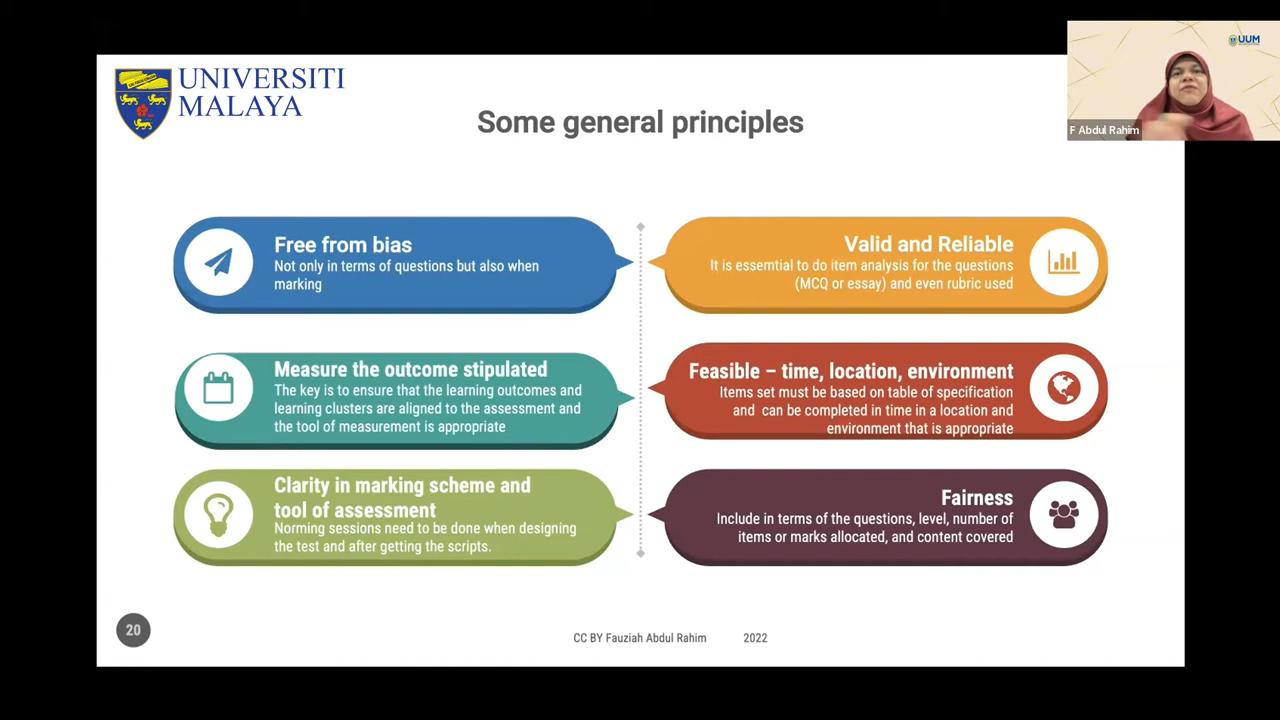 UNIVERSITI
MALAYA
UUM
F Abdul Rahim
Some general principles
Free from bias
Not only in terms of questions but also when
marking
Valid and Reliable
It is essemtial to do item analysis for the questions
(MCQ or essay) and even rubric used
Measure the outcome stipulated
The key is to ensure that the learning outcomes and
learning clusters are aligned to the assessment and
the tool of measurement is appropriate
Feasible – time, location, environment
Items set must be based on table of specification
and can be completed in time in a location and
environment that is appropriate
Clarity in marking scheme and
tool of assessment
Norming sessions need to be done when designing
the test and after getting the scripts.
Fairness
Include in terms of the questions, level, number of
items or marks allocated, and content covered
20
CC BY Fauziah Abdul Rahim 2022